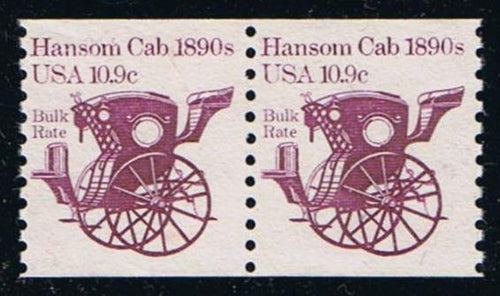 Hansom Cab 1890s
USA 10.9c
Bulk
Rate
Hansom Cab 1890s
USA 10.9c
Bulk
Rate